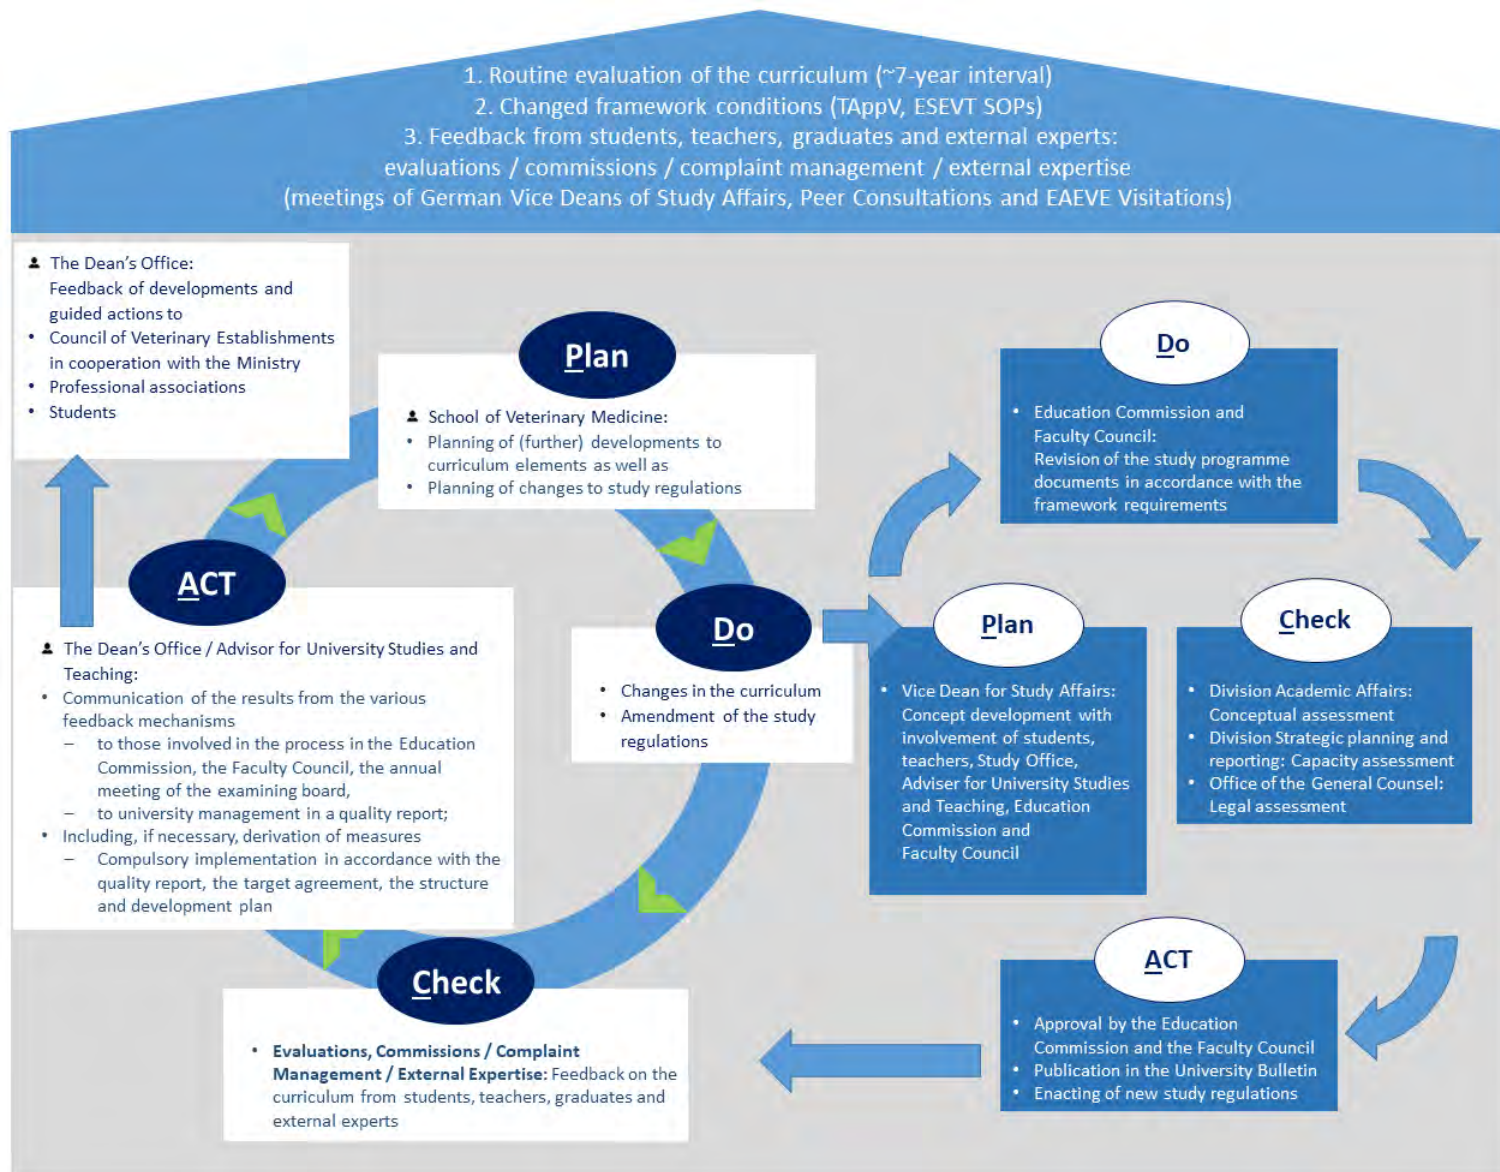 1. Routine evaluation of the curriculum (~7-year interval)
2. Changed framework conditions (TAppV, ESEVT SOPs)
3. Feedback from students, teachers, graduates and external experts:
evaluations / commissions / complaint management / external expertise
(meetings of German Vice Deans of Study Affairs, Peer Consultations and EAEVE Visitations)
The Dean's Office:
Feedback of developments and
guided actions to
• Council of Veterinary Establishments
in cooperation with the Ministry
• Professional associations
• Students
Plan
School of Veterinary Medicine:
• Planning of (further) developments to
curriculum elements as well as
• Planning of changes to study regulations
Do
• Changes in the curriculum
• Amendment of the study
regulations
Check
• Evaluations, Commissions / Complaint
Management / External Expertise: Feedback on the
curriculum from students, teachers, graduates and
external experts
ACT
The Dean's Office / Advisor for University Studies and
Teaching:
• Communication of the results from the various
feedback mechanisms
– to those involved in the process in the Education
Commission, the Faculty Council, the annual
meeting of the examining board,
– to university management in a quality report;
• Including, if necessary, derivation of measures
– Compulsory implementation in accordance with the
quality report, the target agreement, the structure
and development plan
Plan
• Vice Dean for Study Affairs:
Concept development with
involvement of students,
teachers, Study Office,
Adviser for University Studies
and Teaching, Education
Commission and
Faculty Council
Do
• Education Commission and
Faculty Council:
Revision of the study programme
documents in accordance with the
framework requirements
Check
• Division Academic Affairs:
Conceptual assessment
• Division Strategic planning and
reporting: Capacity assessment
• Office of the General Counsel:
Legal assessment
ACT
• Approval by the Education
Commission and the Faculty Council
• Publication in the University Bulletin
• Enacting of new study regulations